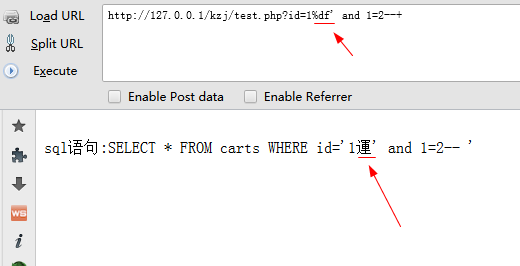 Load URL
http://127.0.0.1/kzj/test.php?id=1%df' and 1=2--+
Split URL
Execute
Enable Post data Enable Referrer
sql语句:SELECT * FROM carts WHERE id='1運' and 1=2-- '
WS
i